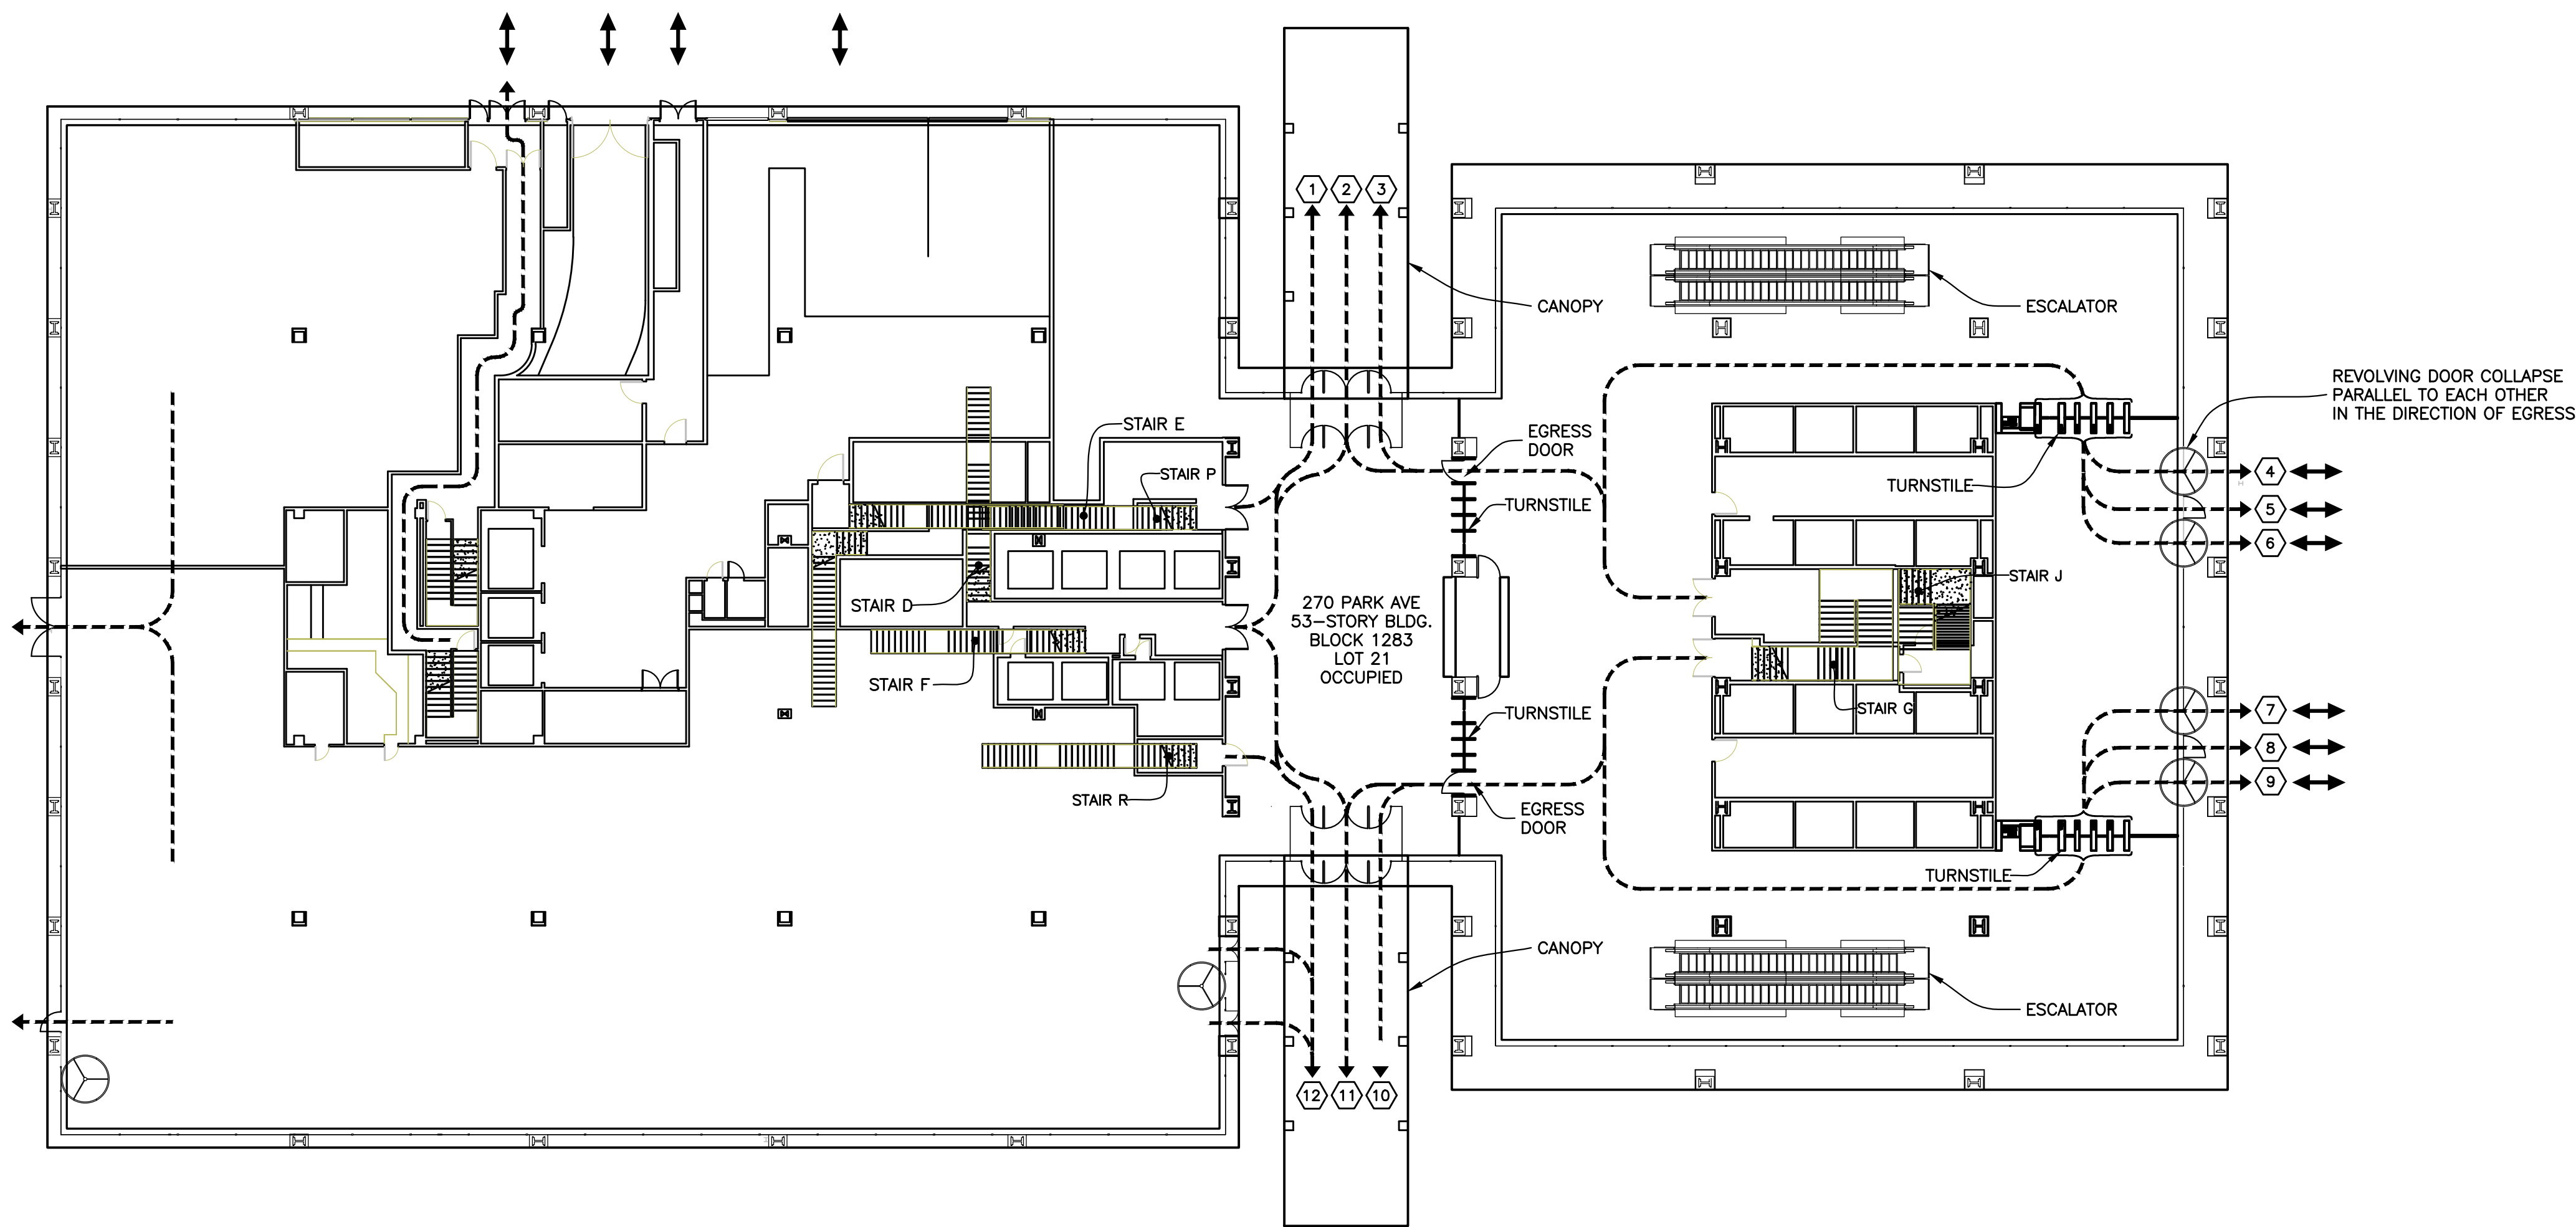 1 2 3
CANOPY
ESCALATOR
REVOLVING DOOR COLLAPSE
PARALLEL TO EACH OTHER
IN THE DIRECTION OF EGRESS
STAIR E
STAIR P
EGRESS
DOOR
TURNSTILE
TURNSTILE
4
5
6
STAIR D
STAIR F
270 PARK AVE
53-STORY BLDG.
BLOCK 1283
LOT 21
OCCUPIED
STAIR J
STAIR G
TURNSTILE
7
8
9
STAIR R
EGRESS
DOOR
TURNSTILE
CANOPY
ESCALATOR
12 11 10